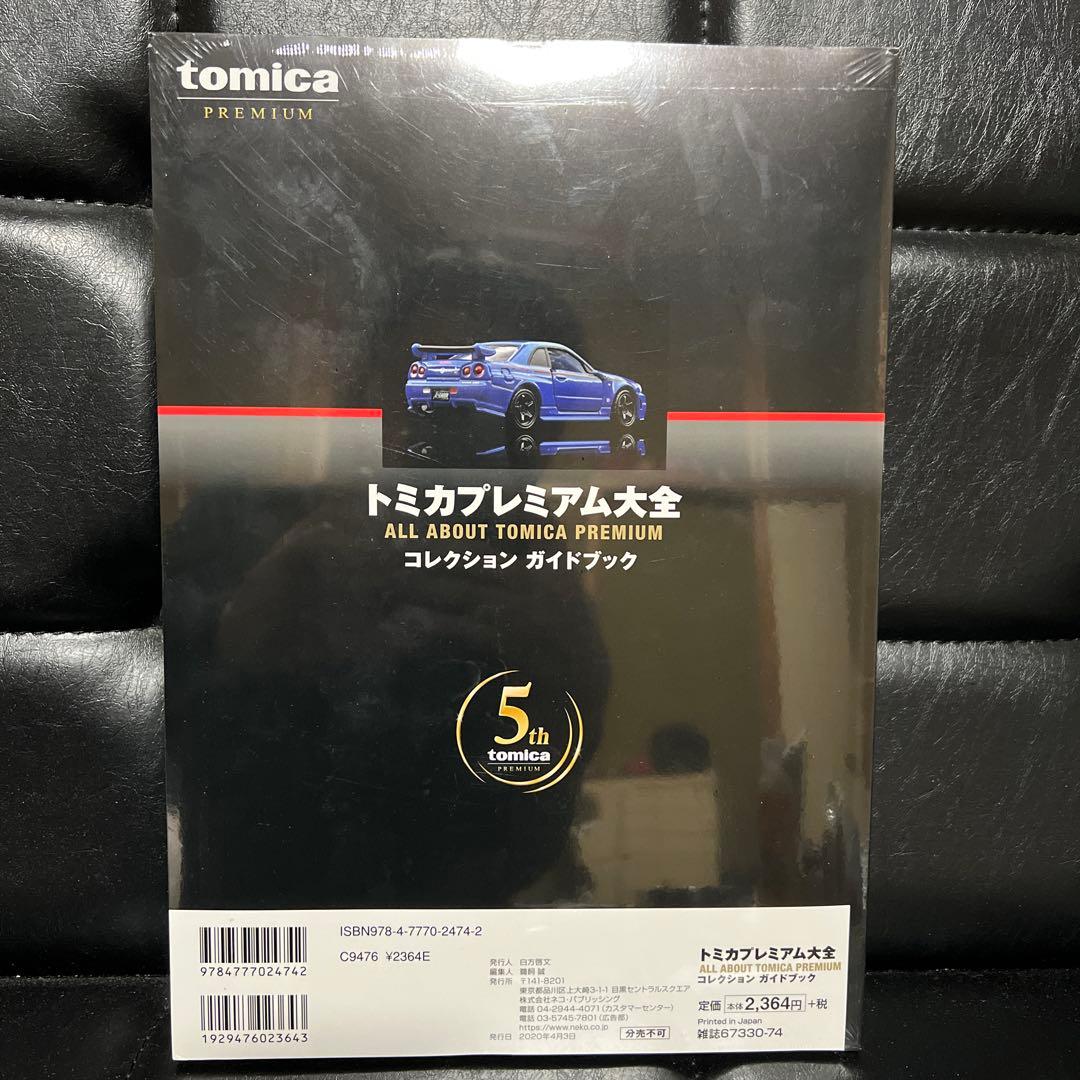 tomica
PREMIUM
トミカプレミアム大全
ALL ABOUT TOMICA PREMIUM
コレクション ガイドブック
5th
tomica
PREMIUM
ISBN978-4-7770-2474-2
C9476 ¥2364E
9784777024742
1929476023643
発行人 白方啓文
編集人 鵜飼 誠
発行所 〒141-8201
東京都品川区上大崎3-1-1 目黒セントラルスクエア
株式会社ネコ・パブリッシング
電話 04-2944-4071(カスタマーセンター)
電話 03-5745-7801(広告部)
https://www.neko.co.jp
発行日 2020年4月3日
分売不可
トミカプレミアム大全
ALL ABOUT TOMICA PREMIUM
コレクション ガイドブック
定価 本体2,364円+税
Printed in Japan
雑誌67330-74